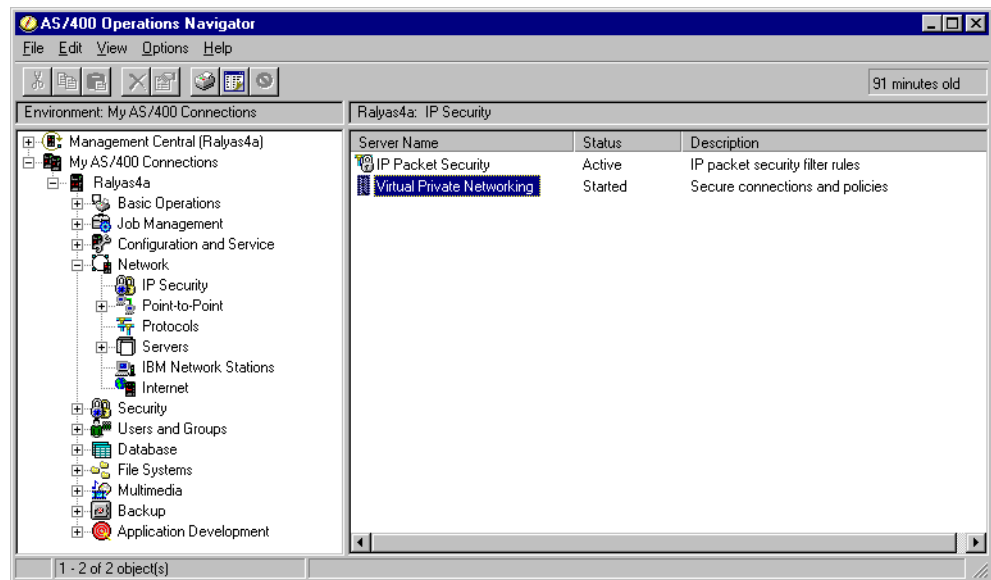 AS/400 Operations Navigator
File Edit View Options Help
91 minutes old
Environment: My AS/400 Connections
Ralyas4a: IP Security
Management Central (Ralyas4a)
My AS/400 Connections
Ralyas4a
Basic Operations
Job Management
Configuration and Service
Network
IP Security
Point-to-Point
Protocols
Servers
IBM Network Stations
Internet
Security
Users and Groups
Database
File Systems
Multimedia
Backup
Application Development
Server Name Status Description
IP Packet Security Active IP packet security filter rules
Virtual Private Networking Started Secure connections and policies
1 - 2 of 2 object(s)